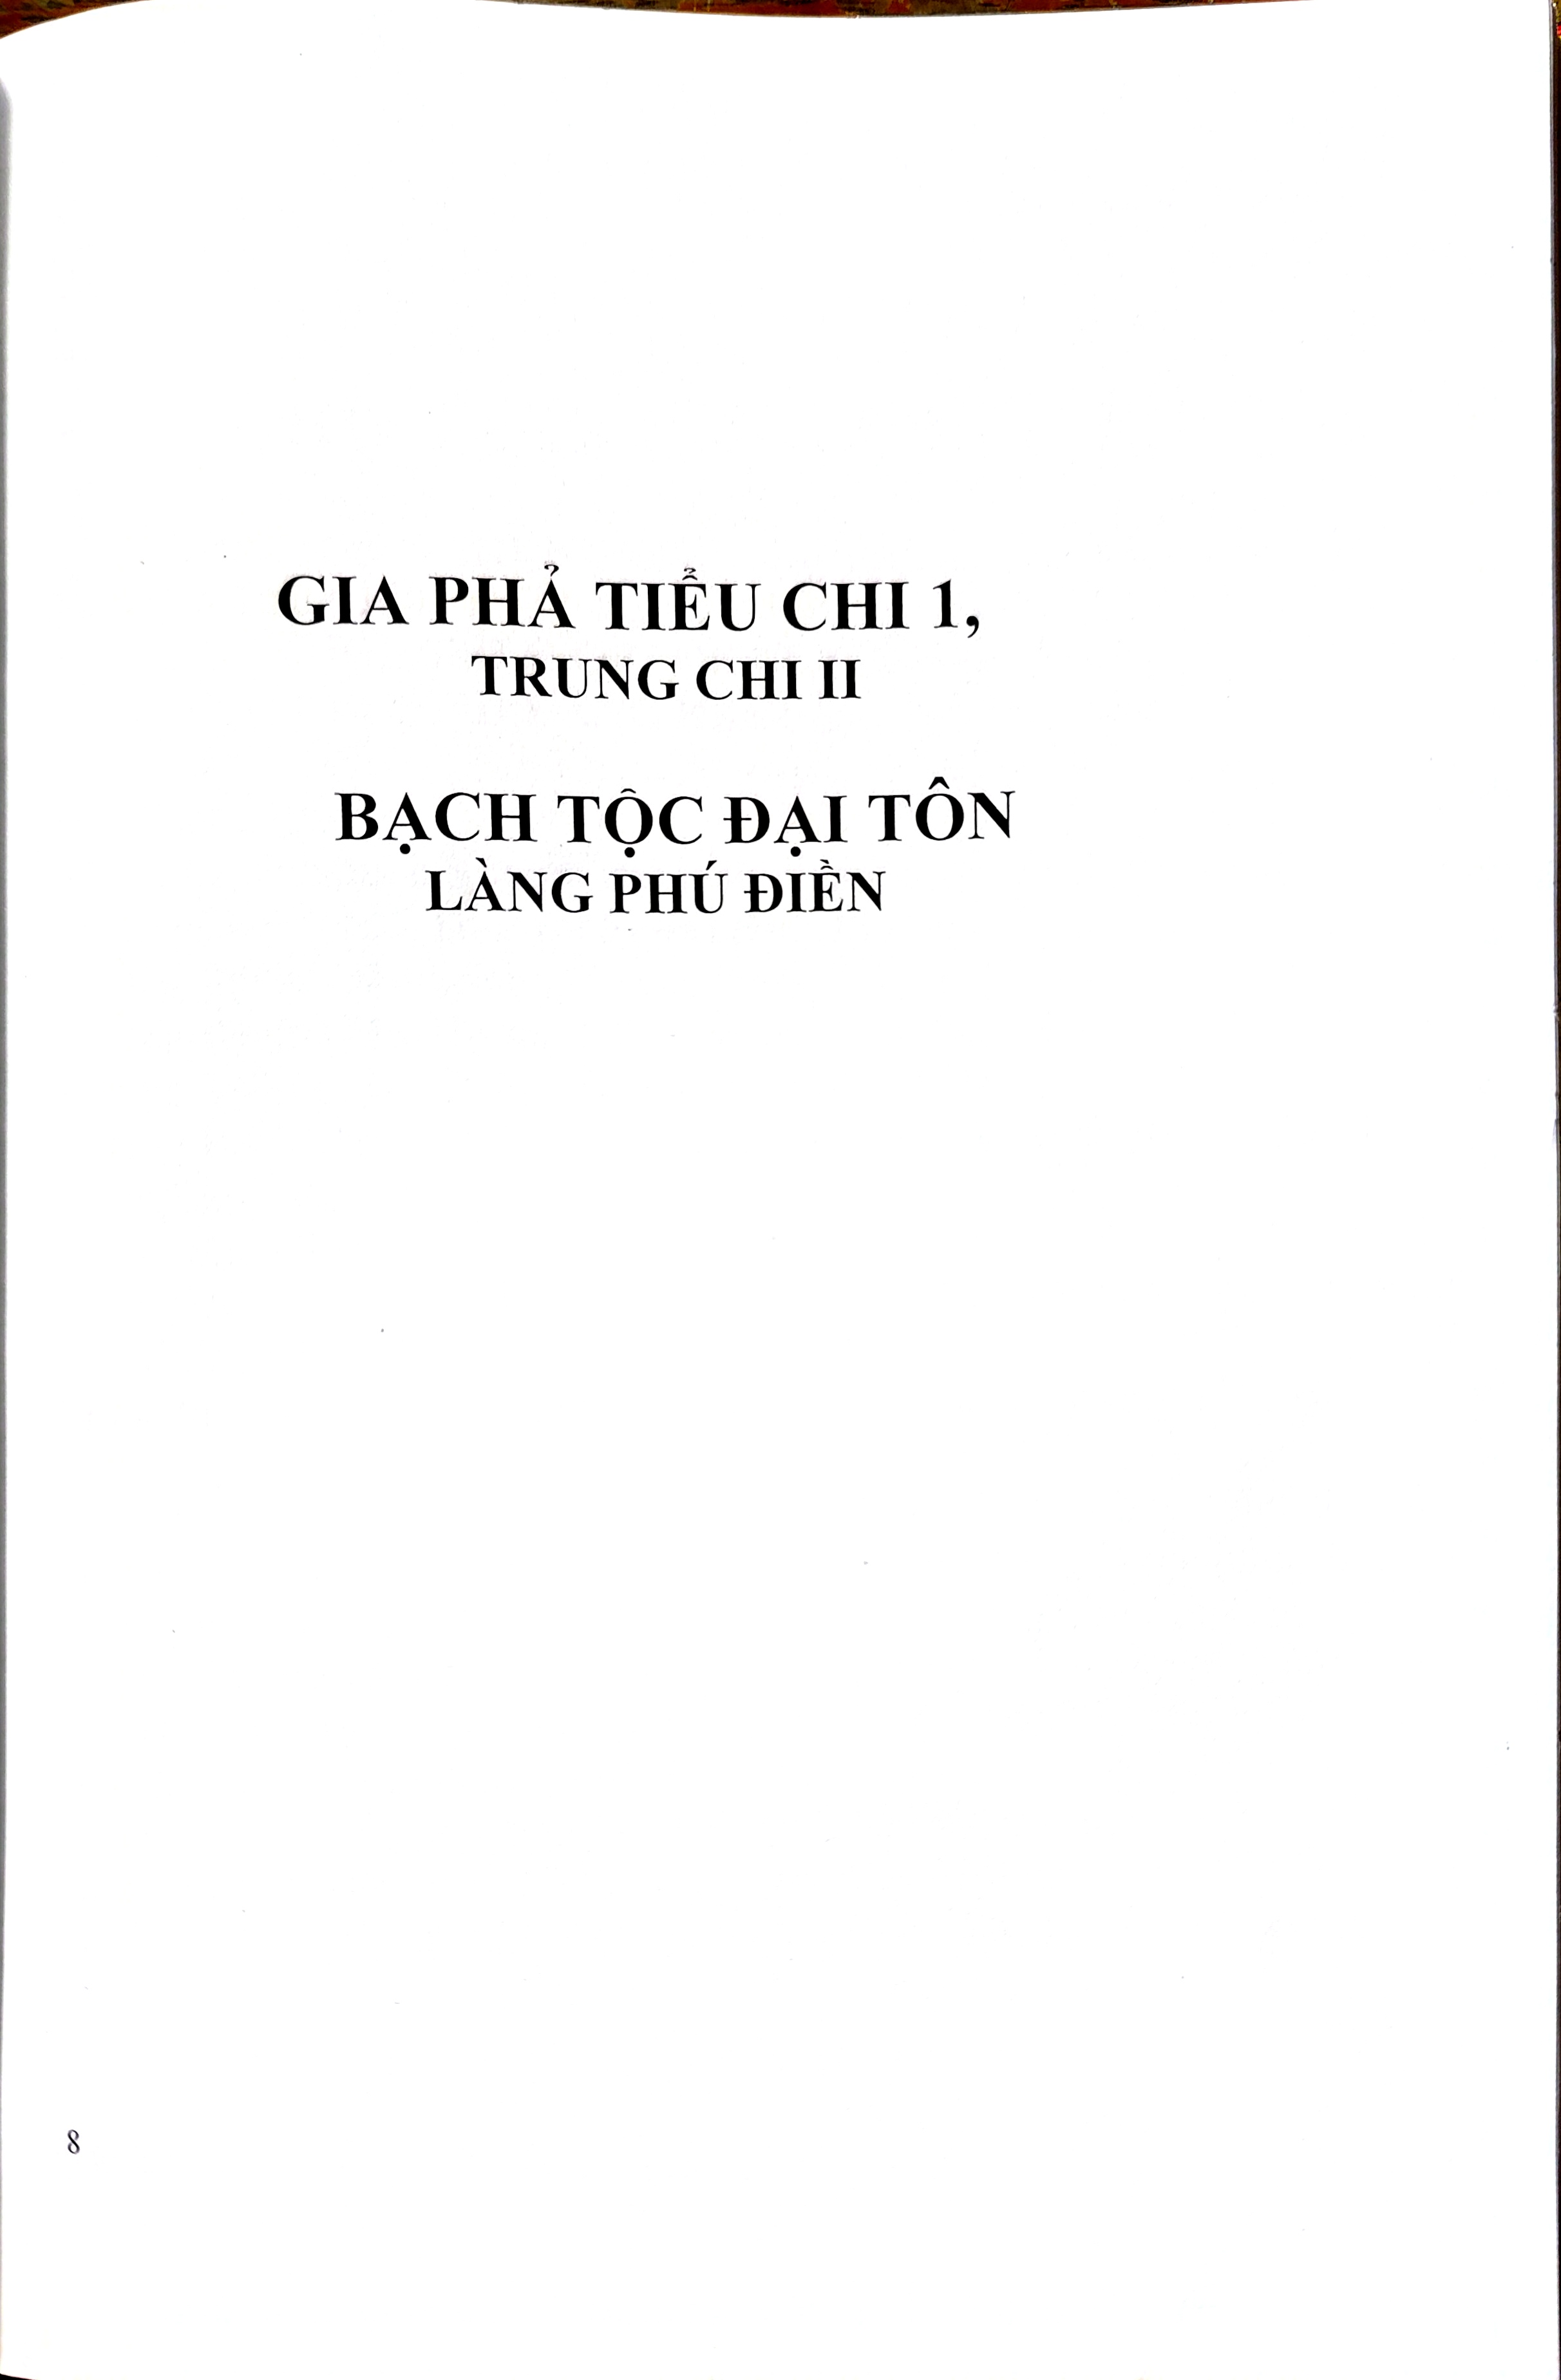 GIA PHẢ TIỂU CHI 1,
TRUNG CHI II
BẠCH TỘC ĐẠI TÔN
LÀNG PHÚ ĐIỀN
8